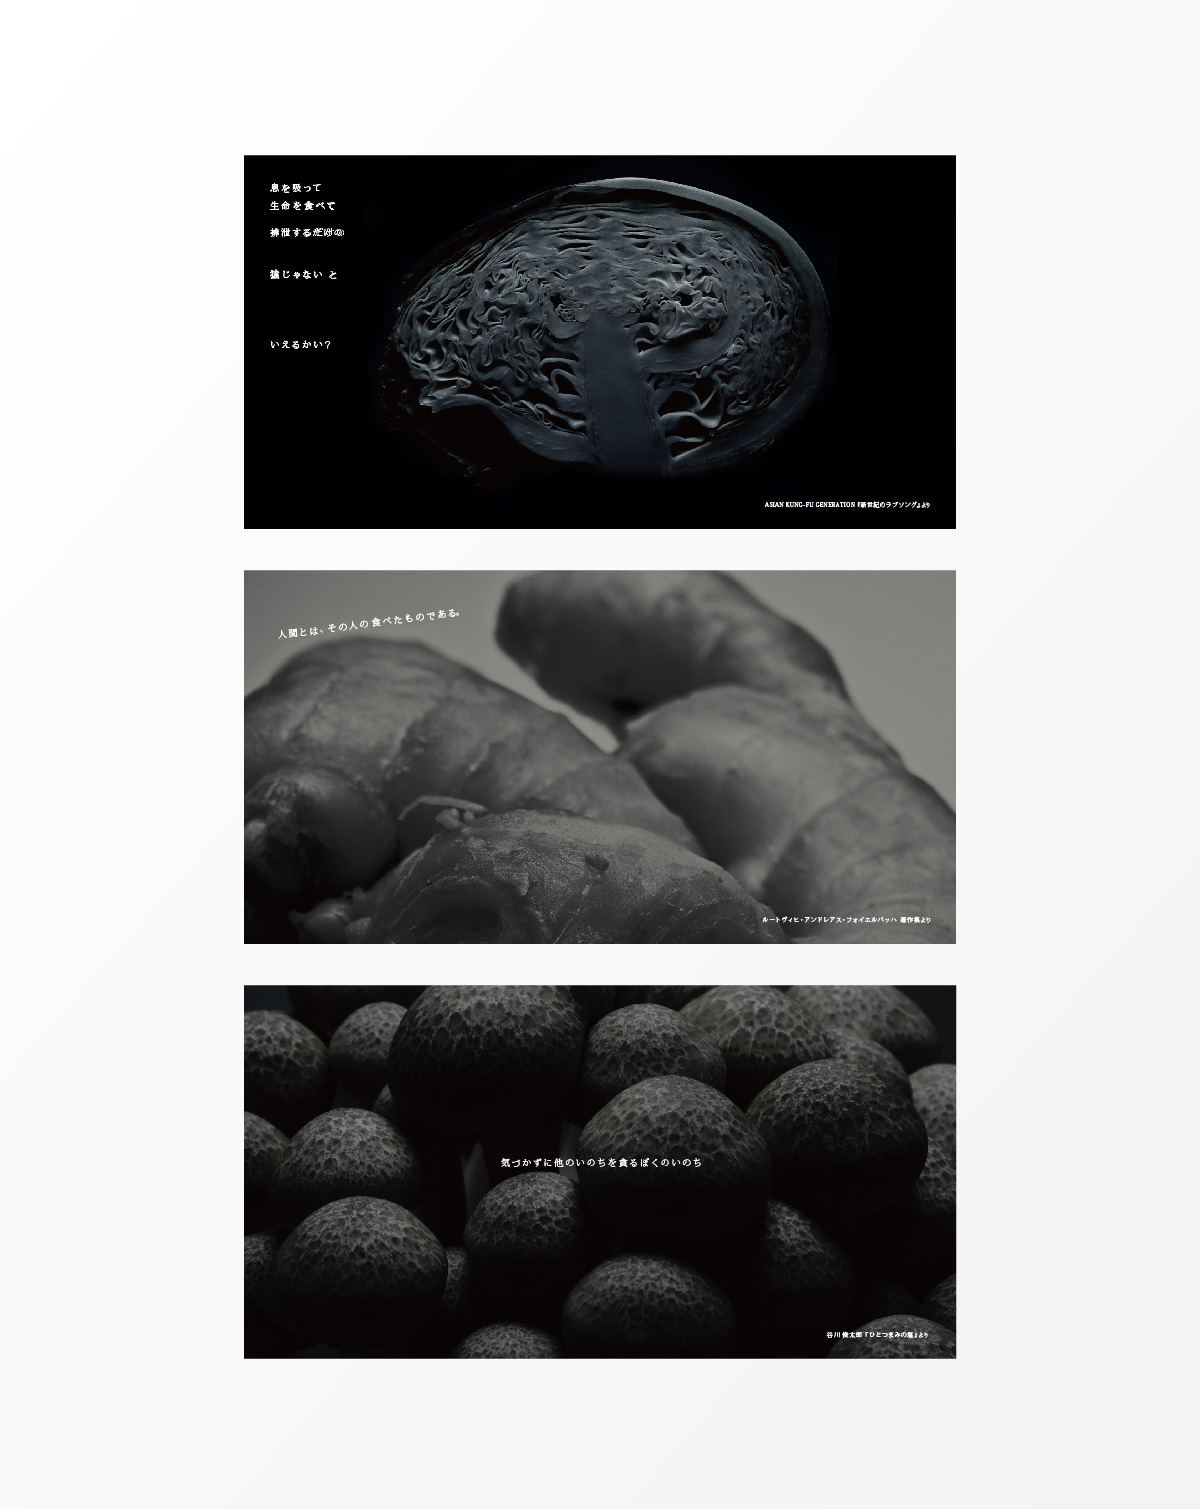 息を吸って
生命を食べて
排泄するだけの
猿じゃない と
いえるかい?
ASIAN KUNG-FU GENERATION『新世紀のラブソング』より
人間とは、その人の食べたものである。
ルートヴィヒ・アンドレアス・フォイエルバッハ 著作集より
気づかずに他のいのちを貪るぼくのいのち
谷川 俊太郎『ひとつまみの塩』より